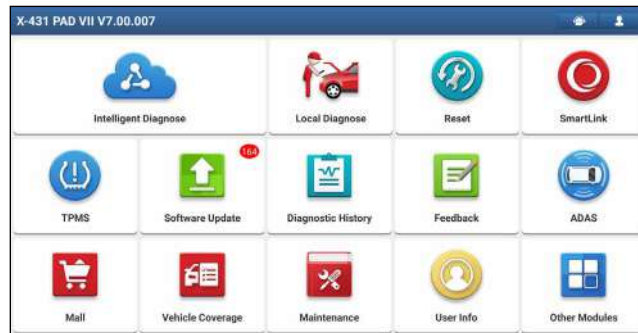 X-431 PAD VII V7.00.007
Intelligent Diagnose
Local Diagnose
Reset
SmartLink
164
TPMS
Software Update
Diagnostic History
Feedback
ADAS
Mall
Vehicle Coverage
Maintenance
User Info
Other Modules